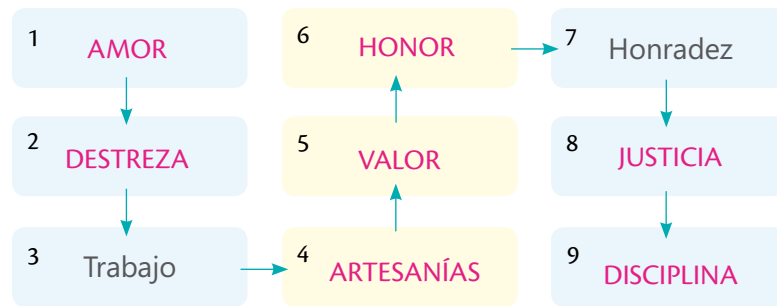 1 AMOR
2 DESTREZA
3 Trabajo
4 ARTESANÍAS
5 VALOR
6 HONOR
7 Honradez
8 JUSTICIA
9 DISCIPLINA